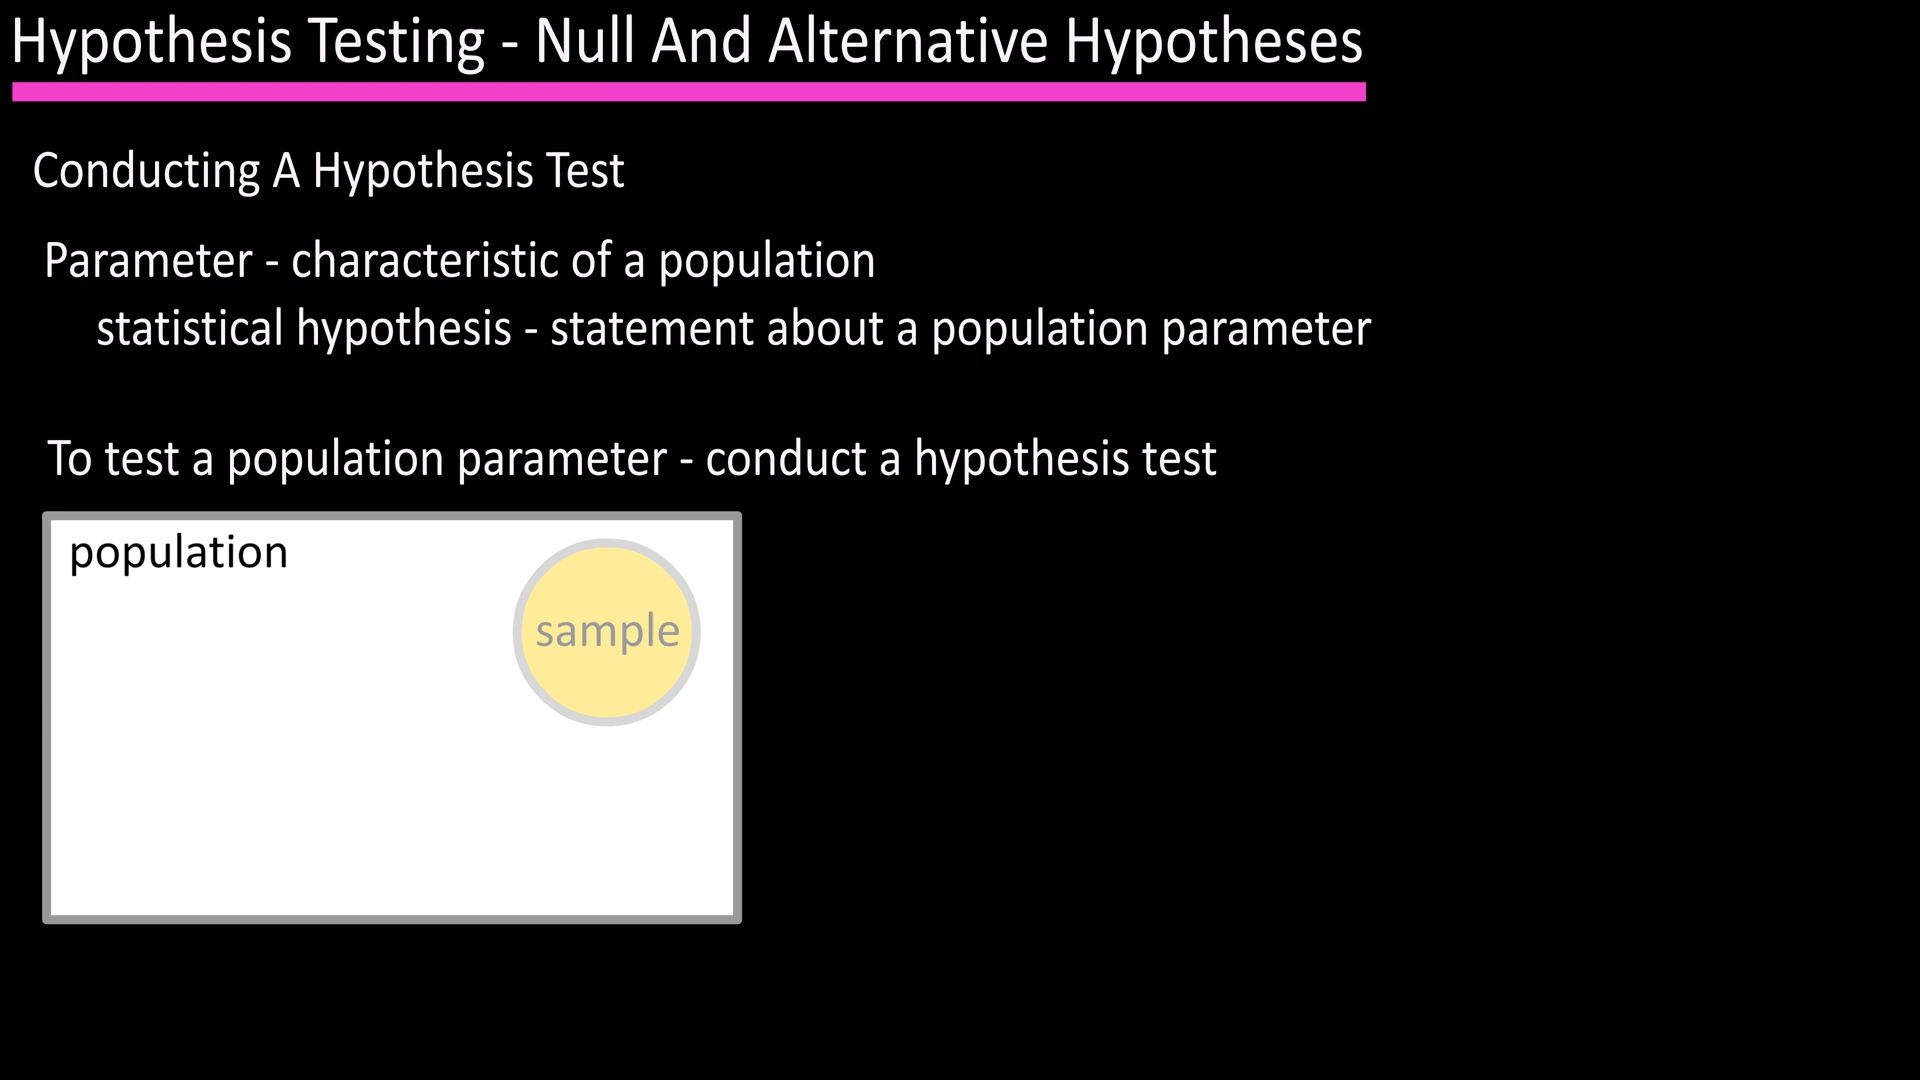 Hypothesis Testing - Null And Alternative Hypotheses
Conducting A Hypothesis Test
Parameter - characteristic of a population
statistical hypothesis - statement about a population parameter
To test a population parameter - conduct a hypothesis test
population
sample